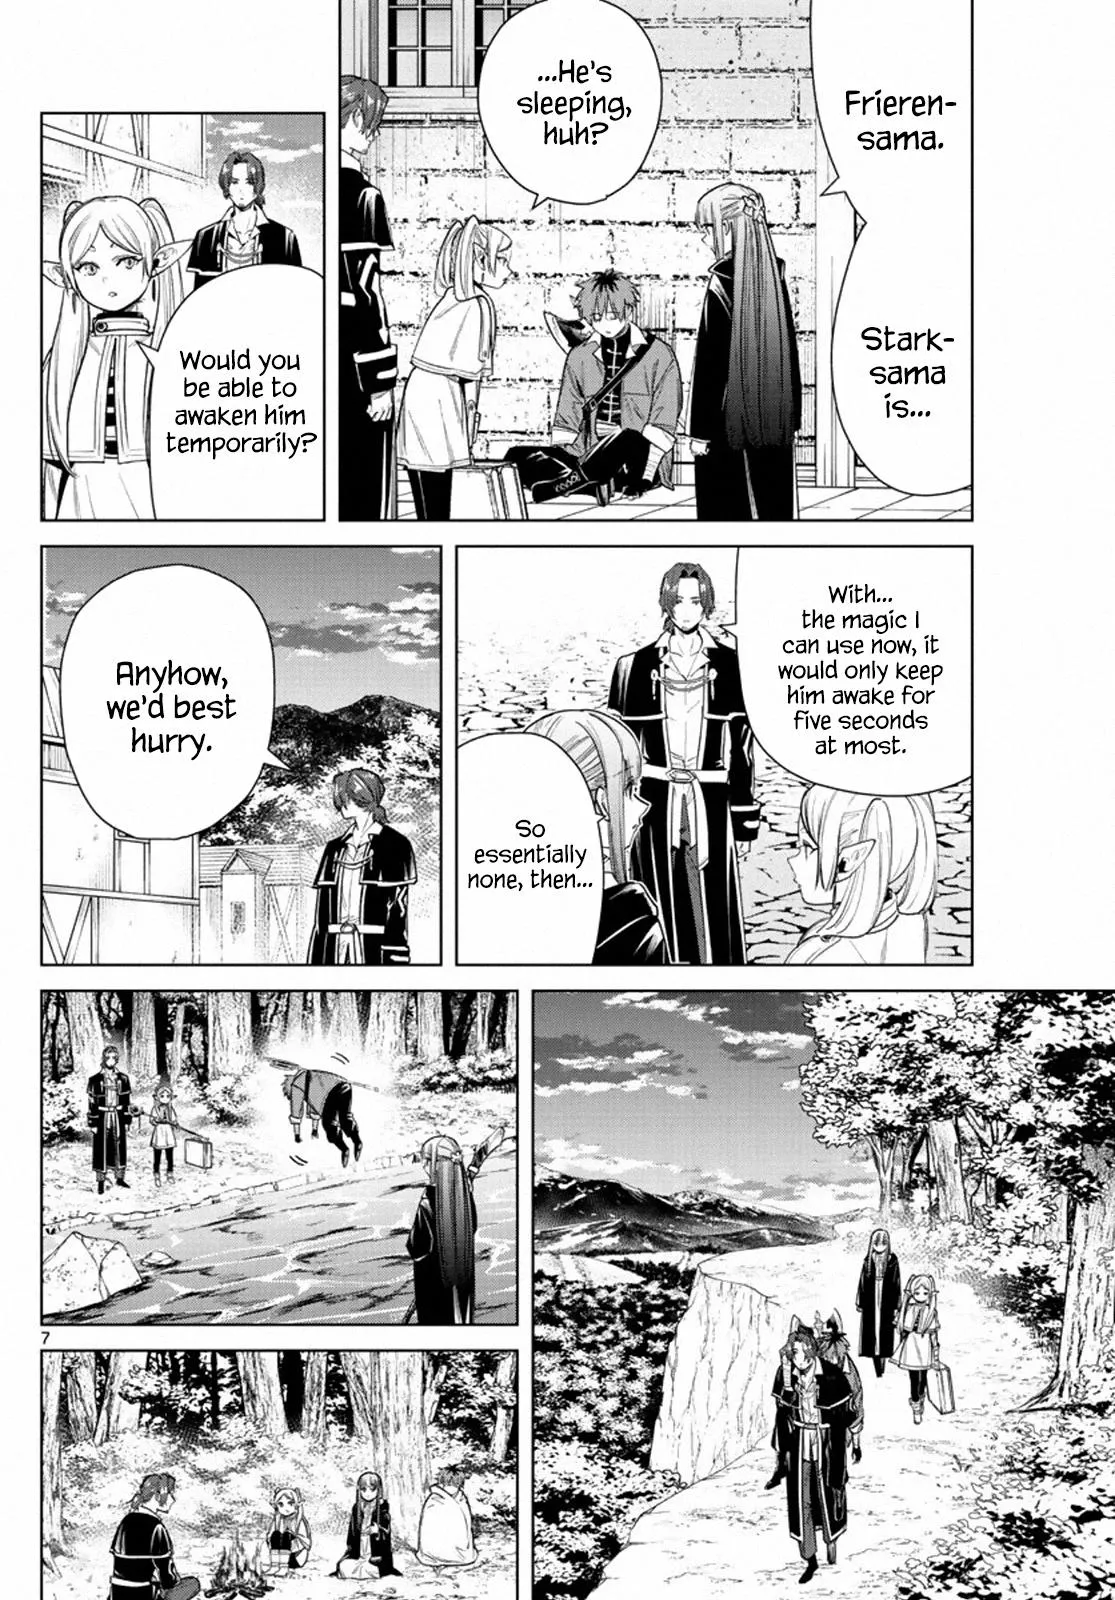 Frieren-
sama.
Stark-
sama
is...
...He's
sleeping,
huh?
Would you
be able to
awaken him
temporarily?
With...
the magic I
can use now, it
would only keep
him awake for
five seconds
at most.
So
essentially
none, then...
Anyhow,
we'd best
hurry.
7